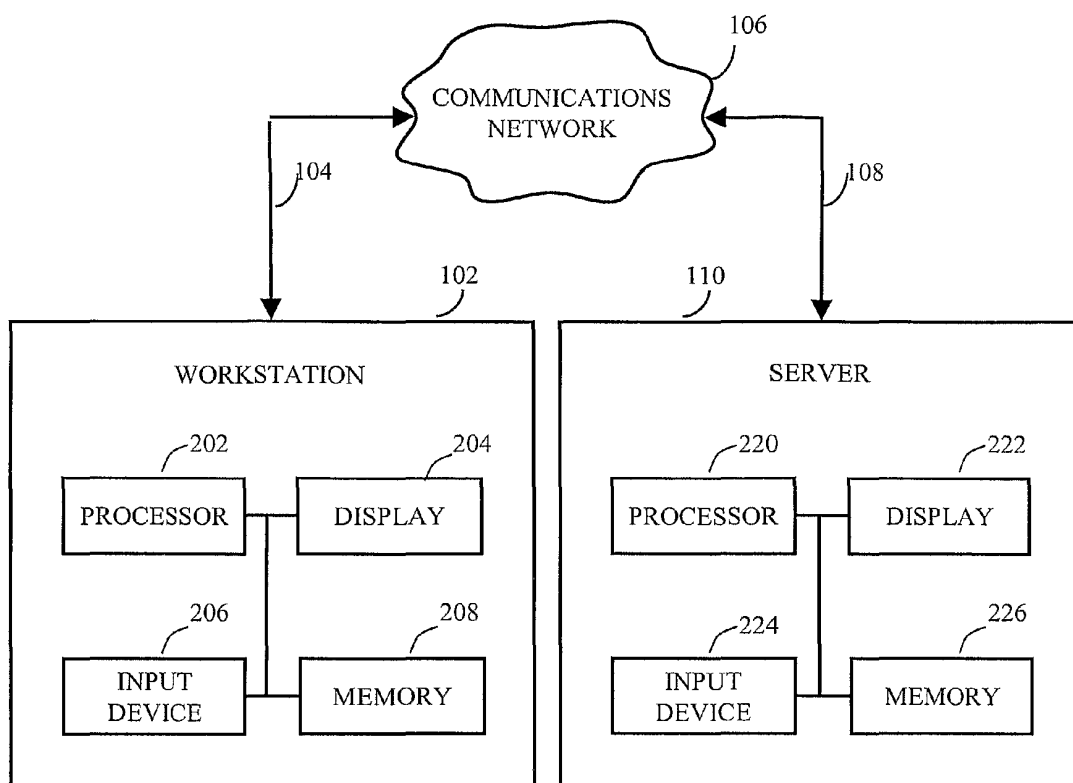 106
COMMUNICATIONS
NETWORK
104
108
102
110
WORKSTATION
SERVER
202
204
220
222
PROCESSOR
DISPLAY
PROCESSOR
DISPLAY
206
208
224
226
INPUT
DEVICE
MEMORY
INPUT
DEVICE
MEMORY